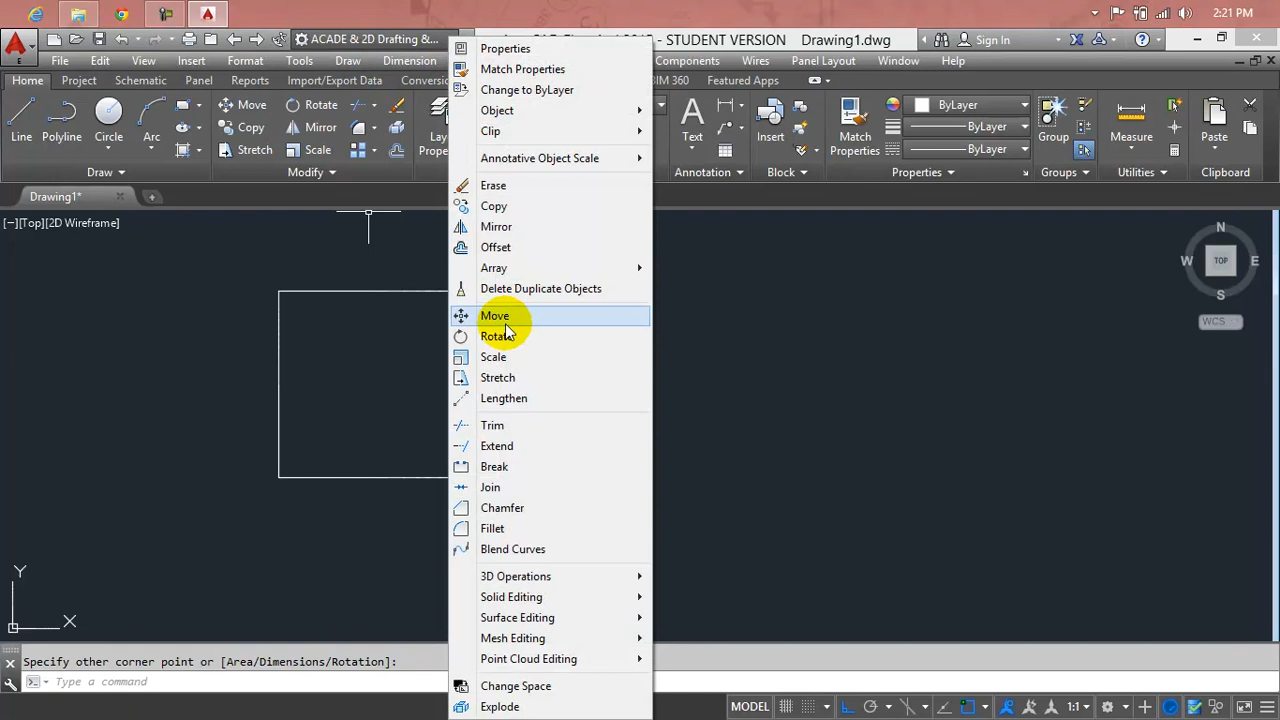 2:21 PM
ACADE & 2D Drafting &...
- STUDENT VERSION Drawing1.dwg
Sign In
File Edit View Insert Format Tools Draw Dimension
Components Wires Panel Layout Window Help
Home Project Schematic Panel Reports Import/Export Data
BIM 360 Featured Apps
Line Polyline Circle Arc
Move Rotate
Copy Mirror
Stretch Scale
Draw Modify
Text Insert
Match Properties
ByLayer
ByLayer
ByLayer
Group Measure Paste
Annotation Block Properties Groups Utilities Clipboard
Drawing1*
[−][Top][2D Wireframe]
Properties
Match Properties
Change to ByLayer
Object
Clip
Annotative Object Scale
Erase
Copy
Mirror
Offset
Array
Delete Duplicate Objects
Move
Rotate
Scale
Stretch
Lengthen
Trim
Extend
Break
Join
Chamfer
Fillet
Blend Curves
3D Operations
Solid Editing
Surface Editing
Mesh Editing
Point Cloud Editing
Change Space
Explode
N
W TOP E
S
WCS
Y
X
Specify other corner point or [Area/Dimensions/Rotation]:
Type a command
MODEL
1:1